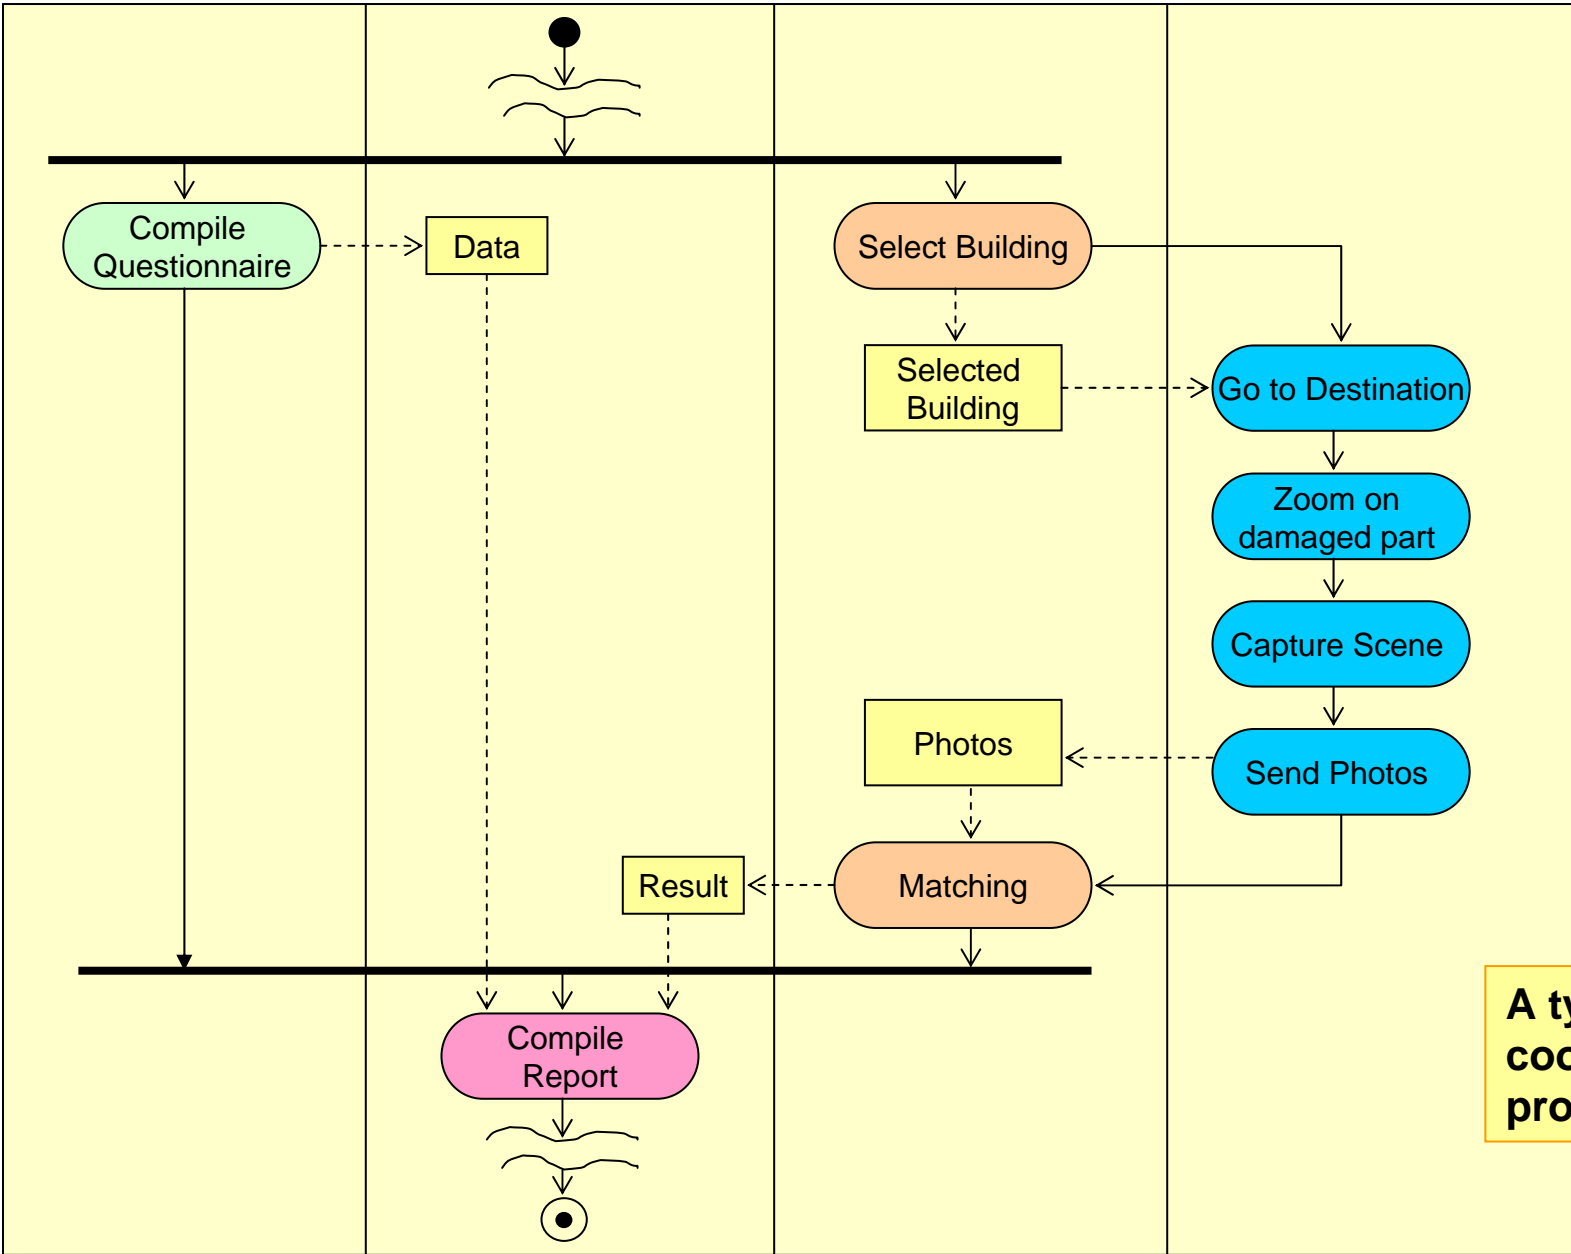 Compile
Questionnaire
Data
Select Building
Selected
Building
Go to Destination
Zoom on
damaged part
Capture Scene
Photos
Send Photos
Result
Matching
Compile
Report
A